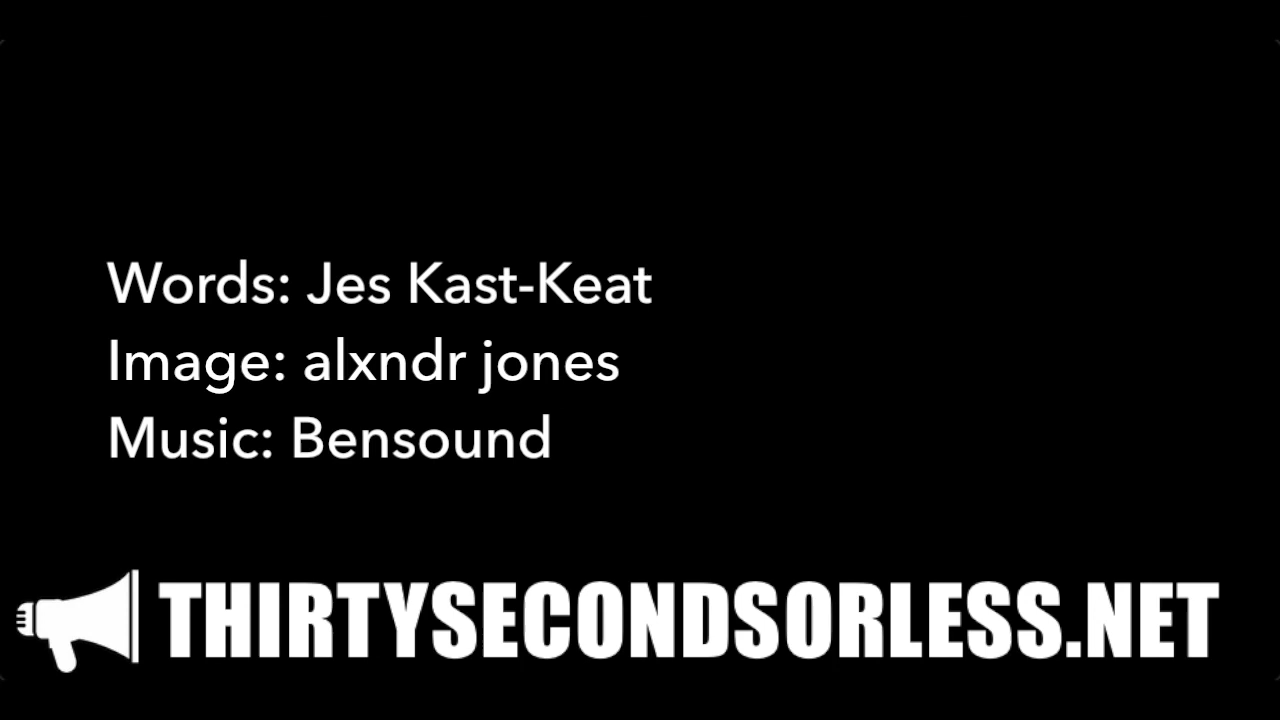 Words: Jes Kast-Keat
Image: alxndr jones
Music: Bensound
THIRTYSECONDSORLESS.NET